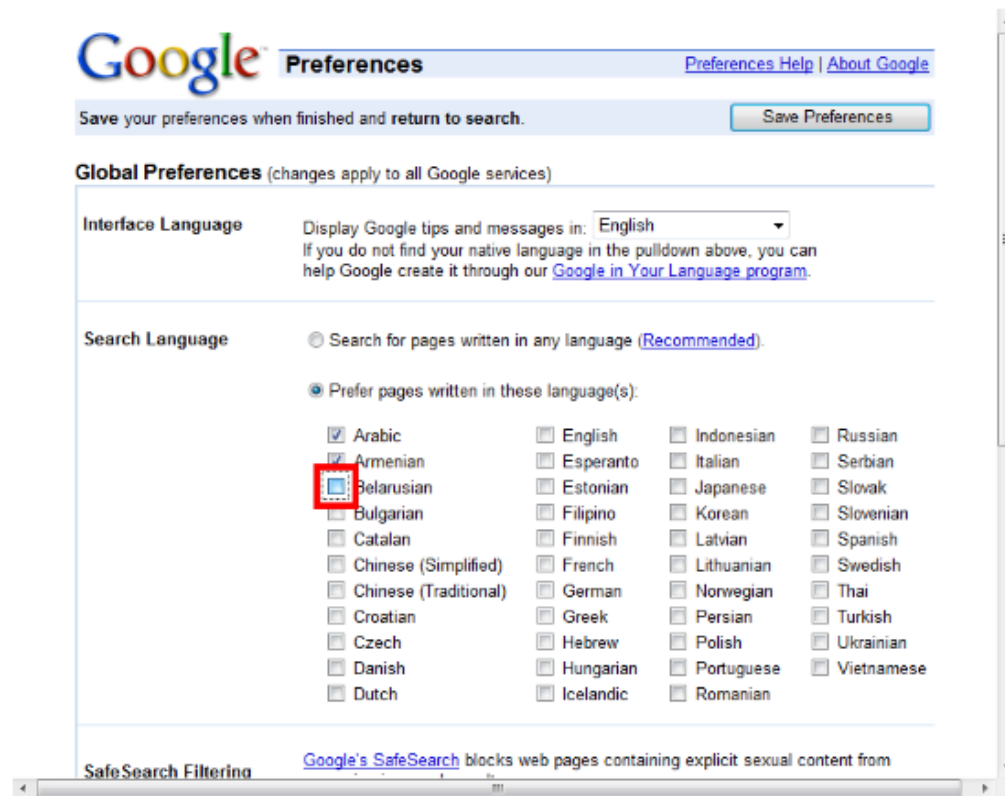 Google Preferences Preferences Help | About Google
Save your preferences when finished and return to search. Save Preferences
Global Preferences (changes apply to all Google services)
Interface Language
Display Google tips and messages in: English
If you do not find your native language in the pulldown above, you can
help Google create it through our Google in Your Language program.
Search Language
Search for pages written in any language (Recommended).
Prefer pages written in these language(s):
Arabic English Indonesian Russian
Armenian Esperanto Italian Serbian
Belarusian Estonian Japanese Slovak
Bulgarian Filipino Korean Slovenian
Catalan Finnish Latvian Spanish
Chinese (Simplified) French Lithuanian Swedish
Chinese (Traditional) German Norwegian Thai
Croatian Greek Persian Turkish
Czech Hebrew Polish Ukrainian
Danish Hungarian Portuguese Vietnamese
Dutch Icelandic Romanian
SafeSearch Filtering
Google's SafeSearch blocks web pages containing explicit sexual content from